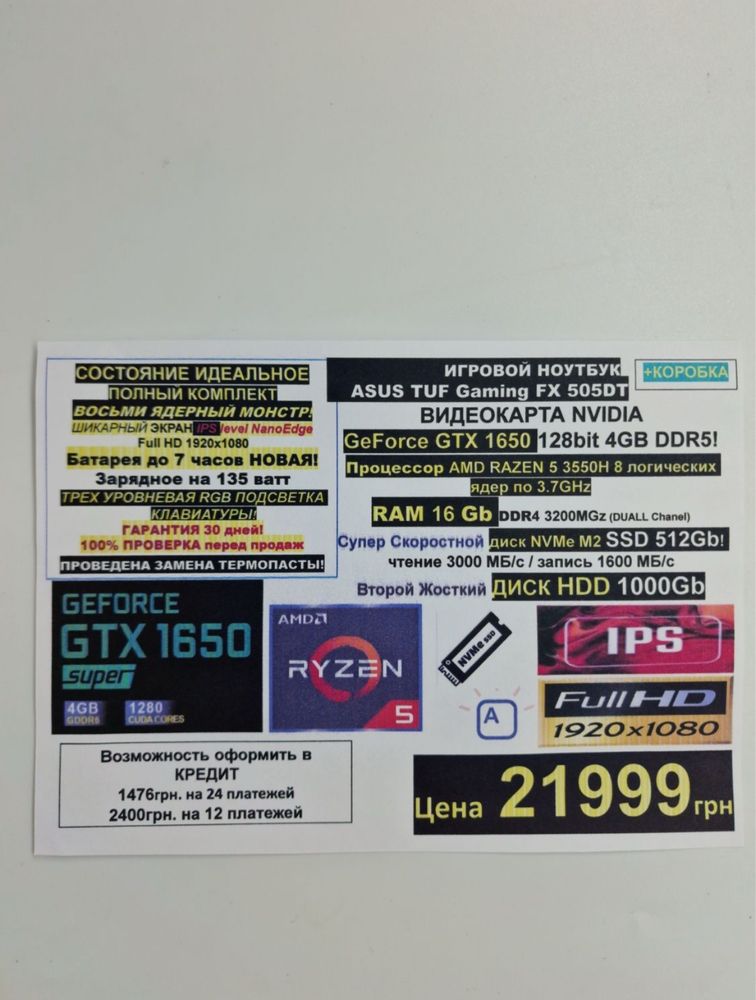 СОСТОЯНИЕ ИДЕАЛЬНОЕ
ПОЛНЫЙ КОМПЛЕКТ
ВОСЬМИ ЯДЕРНЫЙ МОНСТР!
ШИКАРНЫЙ ЭКРАН IPS level NanoEdge
Full HD 1920x1080
Батарея до 7 часов НОВАЯ!
Зарядное на 135 ватт
ТРЕХ УРОВНЕВАЯ RGB ПОДСВЕТКА
КЛАВИАТУРЫ!
ГАРАНТИЯ 30 дней!
100% ПРОВЕРКА перед продаж
ПРОВЕДЕНА ЗАМЕНА ТЕРМОПАСТЫ!
ИГРОВОЙ НОУТБУК
+КОРОБКА
ASUS TUF Gaming FX 505DT
ВИДЕОКАРТА NVIDIA
GeForce GTX 1650 128bit 4GB DDR5!
Процессор AMD RAZEN 5 3550H 8 логических
ядер по 3.7GHz
RAM 16 Gb DDR4 3200MGz (DUALL Chanel)
Супер Скоростной диск NVMe M2 SSD 512Gb!
чтение 3000 МБ/с / запись 1600 МБ/с
Второй Жосткий ДИСК HDD 1000Gb
GEFORCE
GTX 1650
super
4GB
GDDR6
1280
CUDA CORES
AMD
RYZEN
5
NVMe SSD
A
IPS
Full HD
1920x1080
Возможность оформить в
КРЕДИТ
1476грн. на 24 платежей
2400грн. на 12 платежей
Цена 21999грн